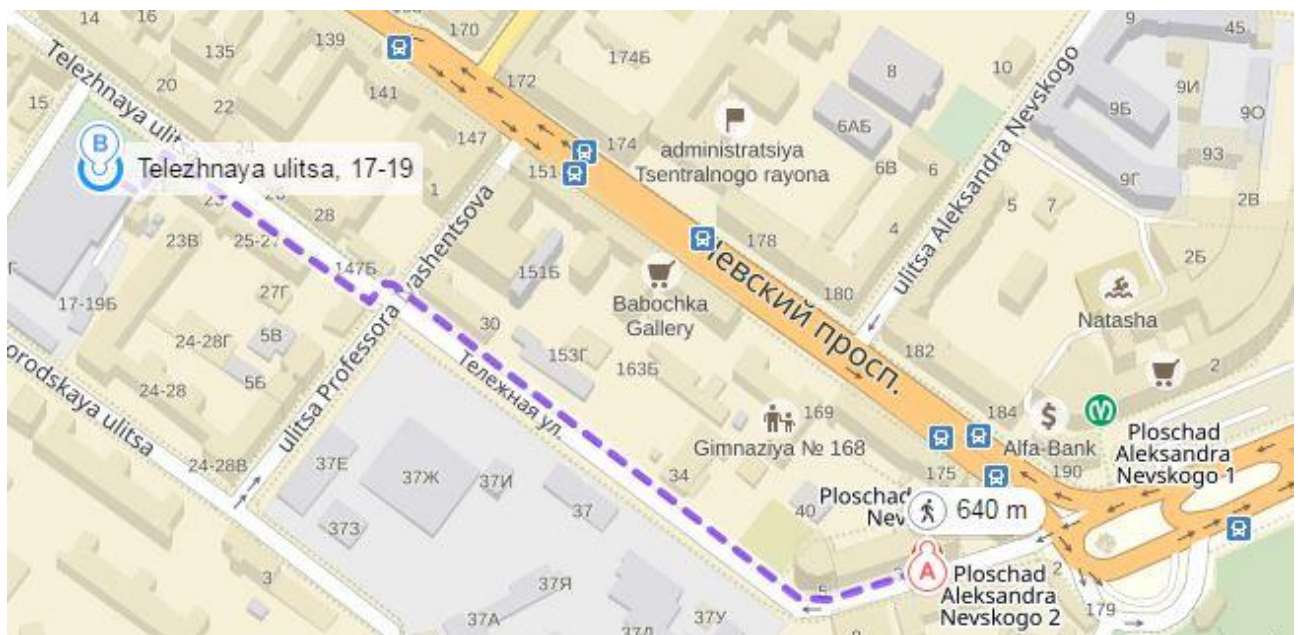 14
16
170
139
135
141
172
174Б
8
10
9
45
9Б
9И
9О
93
9Г
2В
Telezhnaya ulitsa
20
22
15
147
151
174
6АБ
6В
6
4
administratsiya
Tsentralnogo rayona
ulitsa Aleksandra Nevskogo
5
7
2Б
B
Telezhnaya ulitsa, 17-19
1
28
23В
25-27
147Б
27Г
17-19Б
24-28Г
5В
5Б
24-28
24-28В
151Б
Babochka
Gallery
178
180
Невский просп.
182
Natasha
2
ulitsa Professora
30
153Г
163Б
Тележная ул.
169
Gimnaziya № 168
184
Alfa-Bank
190
175
Ploschad
Aleksandra
Nevskogo 1
37Е
37Ж
37И
37
373
34
40
Ploschad
640 m
A
Ploschad
Aleksandra
Nevskogo 2
2
179
5
3
37Я
37А
37У